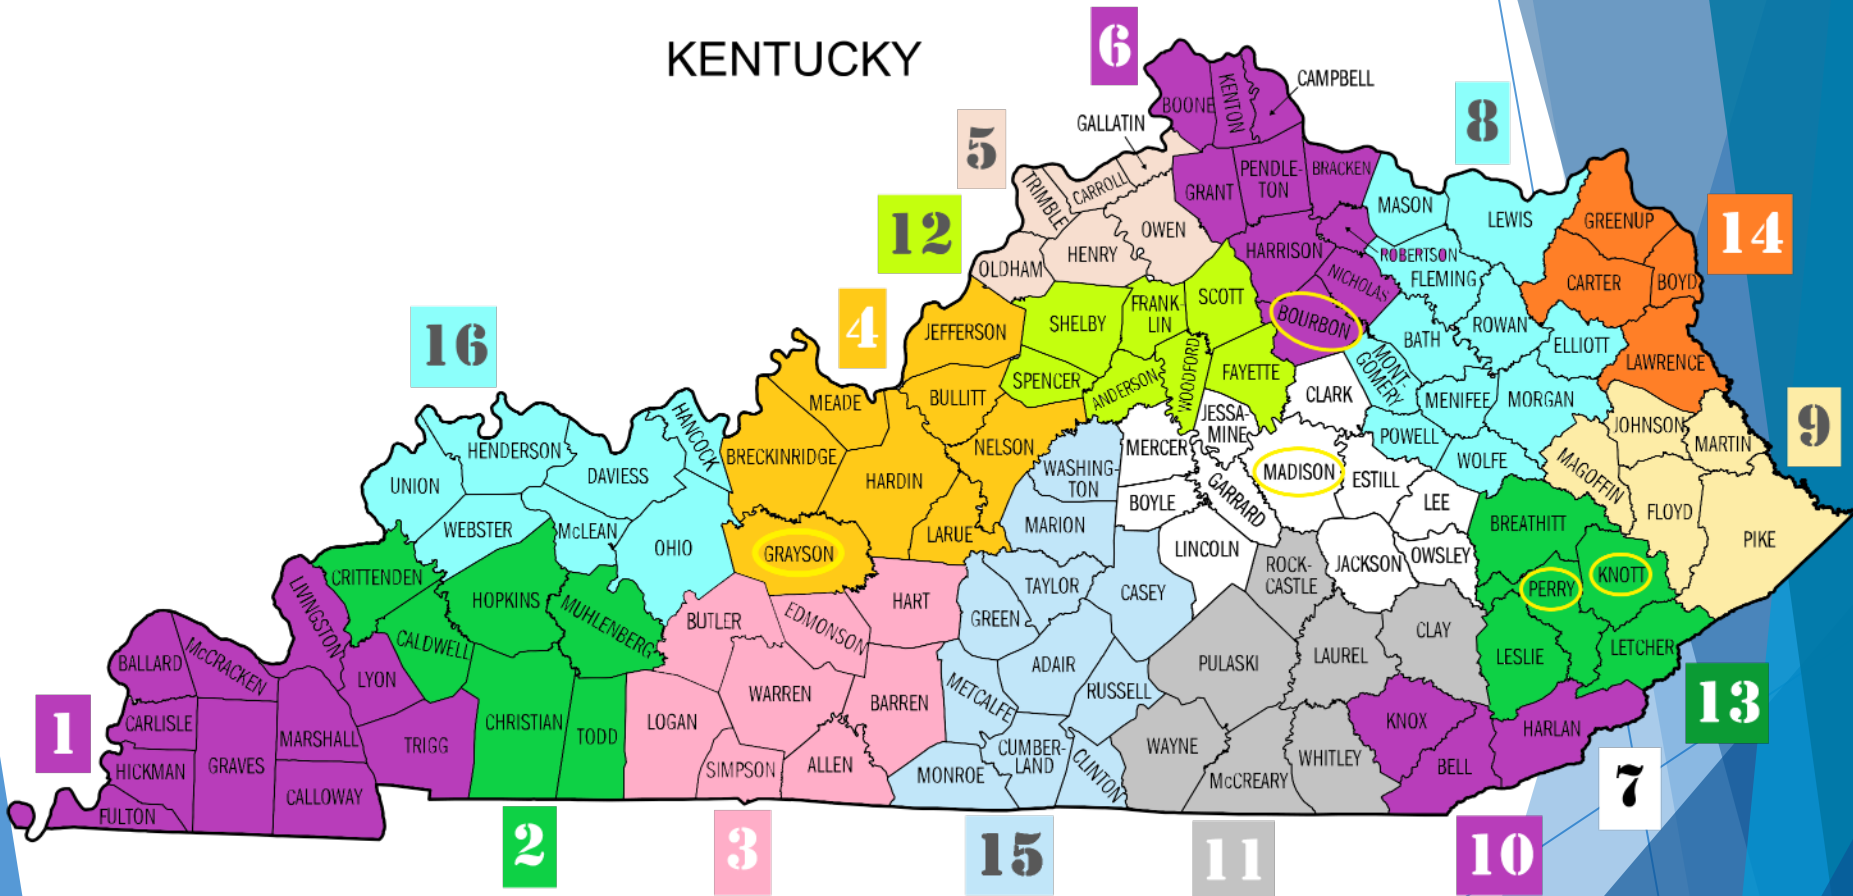 KENTUCKY
6
CAMPBELL
BOONE
KENTON
GALLATIN
8
5
TRIMBLE
CARROLL
GRANT
PENDLE-
TON
BRACKEN
MASON
LEWIS
GREENUP
14
12
OWEN
HENRY
OLDHAM
HARRISON
ROBERTSON
NICHOLAS
FLEMING
CARTER
BOYD
4
16
JEFFERSON
SHELBY
FRANK-
LIN
SCOTT
BOURBON
BATH
ROWAN
ELLIOTT
LAWRENCE
MEADE
BULLITT
SPENCER
ANDERSON
WOODFORD
FAYETTE
CLARK
MONT-
GOMERY
MENIFEE
MORGAN
JOHNSON
MARTIN
9
HANCOCK
HENDERSON
DAVIESS
UNION
BRECKINRIDGE
HARDIN
NELSON
WASHING-
TON
MERCER
JESSA-
MINE
MADISON
ESTILL
POWELL
WOLFE
MAGOFFIN
FLOYD
PIKE
WEBSTER
McLEAN
OHIO
GRAYSON
LARUE
MARION
BOYLE
GARRARD
LINCOLN
LEE
BREATHITT
ROCK-
CASTLE
JACKSON
OWSLEY
PERRY
KNOTT
CRITTENDEN
LIVINGSTON
HOPKINS
MUHLENBERG
CALDWELL
BUTLER
EDMONSON
HART
GREEN
TAYLOR
CASEY
PULASKI
LAUREL
CLAY
LESLIE
LETCHER
BALLARD
McCRACKEN
LYON
CARLISLE
GRAVES
MARSHALL
TRIGG
CHRISTIAN
TODD
LOGAN
WARREN
BARREN
METCALFE
ADAIR
RUSSELL
WAYNE
KNOX
HARLAN
13
1
HICKMAN
CALLOWAY
FULTON
SIMPSON
ALLEN
MONROE
CUMBER-
LAND
CLINTON
McCREARY
WHITLEY
BELL
7
2
3
15
11
10